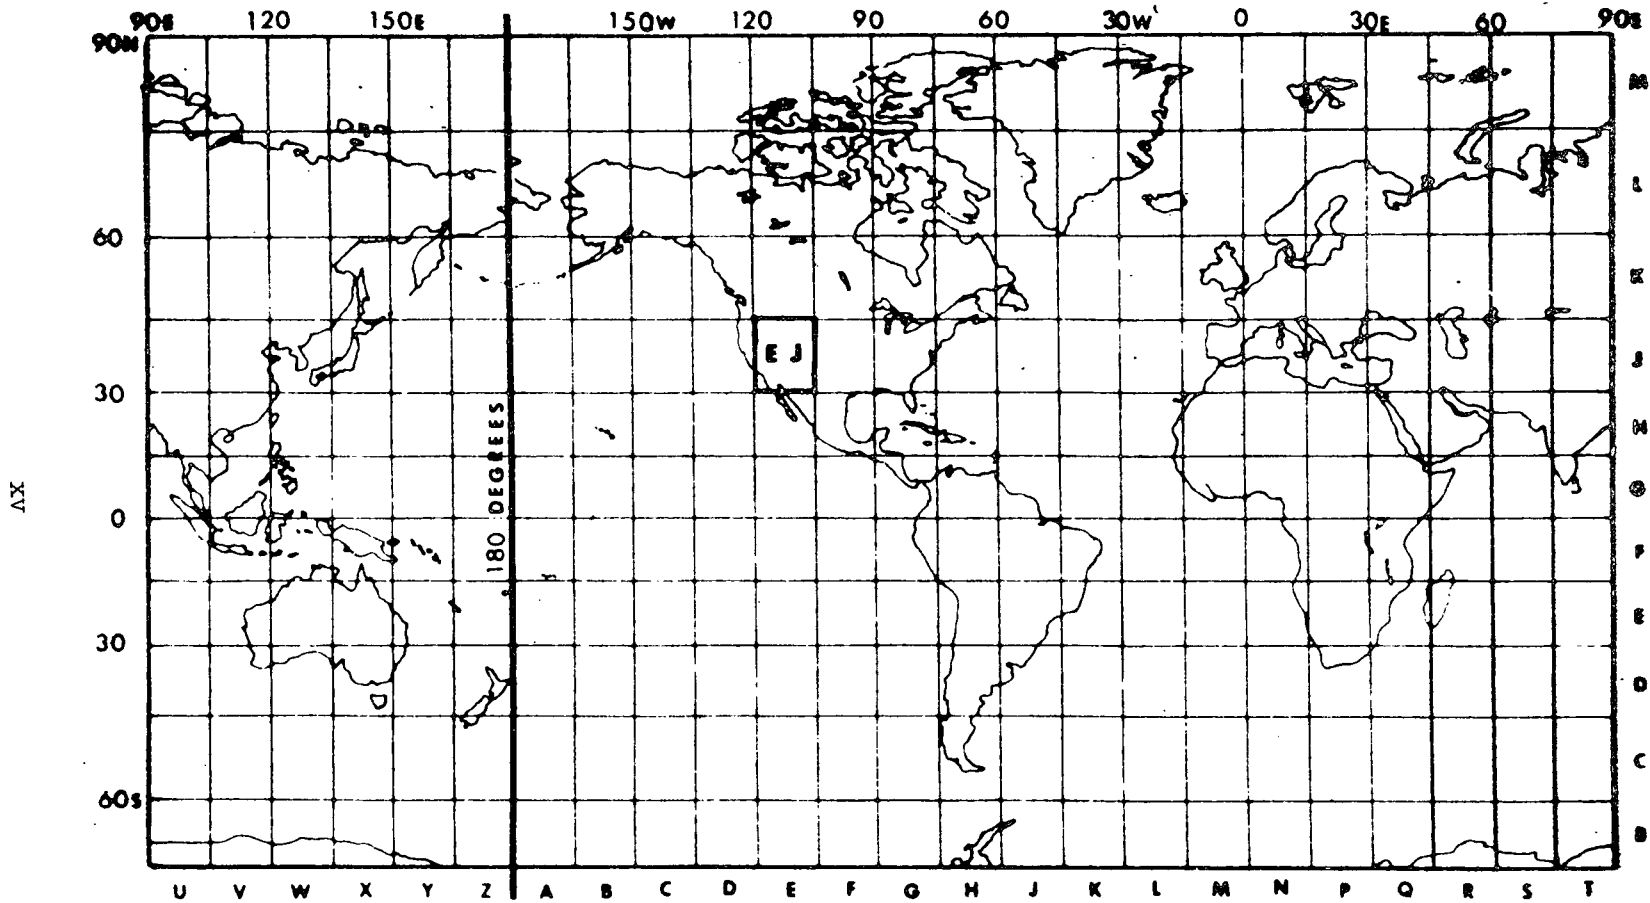 90E 120 150E 150W 120 90 60 30W 0 30E 60 90E
90N
M
L
60
K
E J
J
30
H
180 DEGREES
XV
G
0
F
E
30
D
C
60S
B
U V W X Y Z A B C D E F G H J K L M N P Q R S T